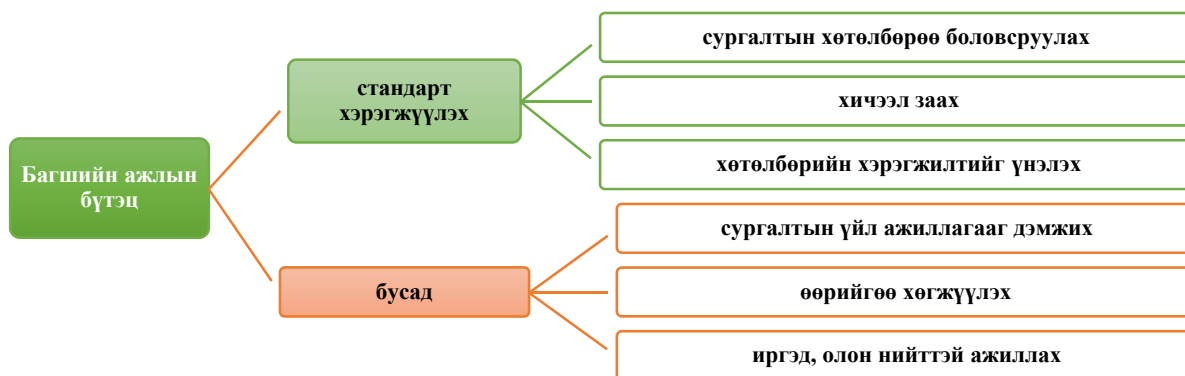 Багшийн ажлын
бүтэц
стандарт
хэрэгжүүлэх
сургалтын хөтөлбөрөө боловсруулах
хичээл заах
хөтөлбөрийн хэрэгжилтийг үнэлэх
бусад
сургалтын үйл ажиллагааг дэмжих
өөрийгөө хөгжүүлэх
иргэд, олон нийттэй ажиллах